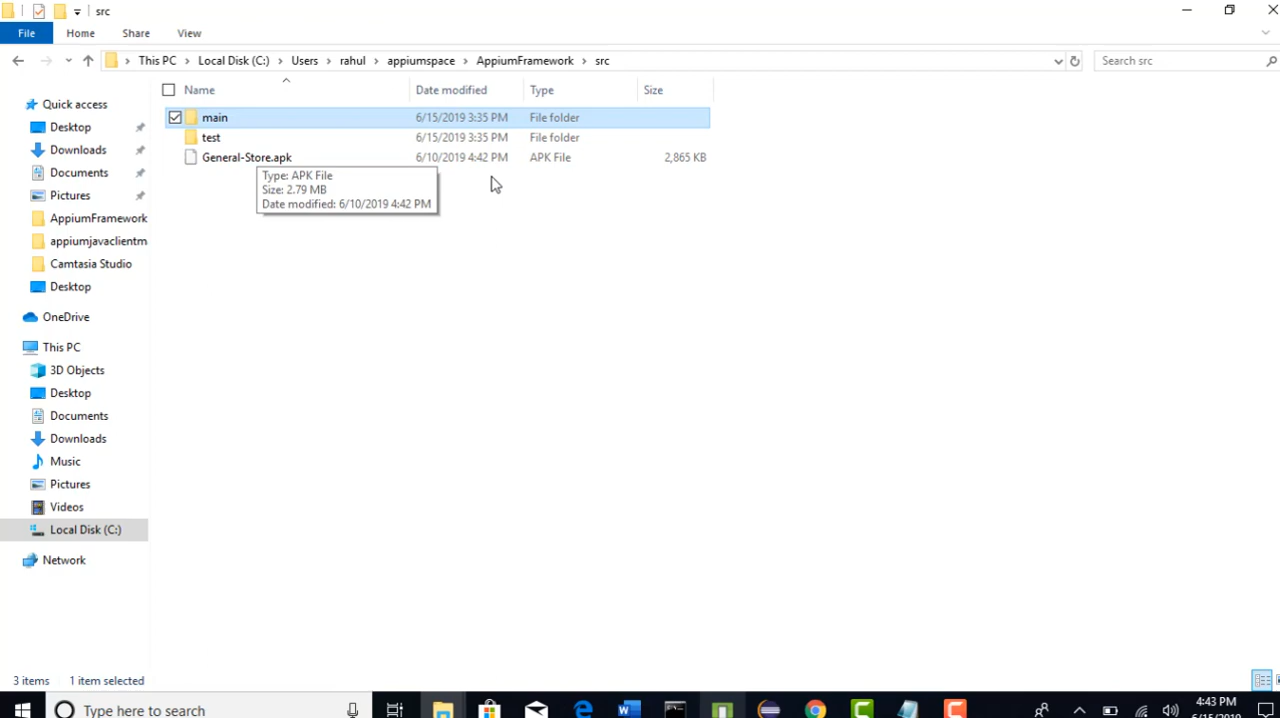 src
File Home Share View
This PC Local Disk (C:) Users rahul appiumspace AppiumFramework src Search src
Name Date modified Type Size
main 6/15/2019 3:35 PM File folder
test 6/15/2019 3:35 PM File folder
General-Store.apk 6/10/2019 4:42 PM APK File 2,865 KB
Type: APK File
Size: 2.79 MB
Date modified: 6/10/2019 4:42 PM
Quick access
Desktop
Downloads
Documents
Pictures
AppiumFramework
appiumjavaclientm
Camtasia Studio
Desktop
OneDrive
This PC
3D Objects
Desktop
Documents
Downloads
Music
Pictures
Videos
Local Disk (C:)
Network
3 items 1 item selected
Type here to search
4:43 PM